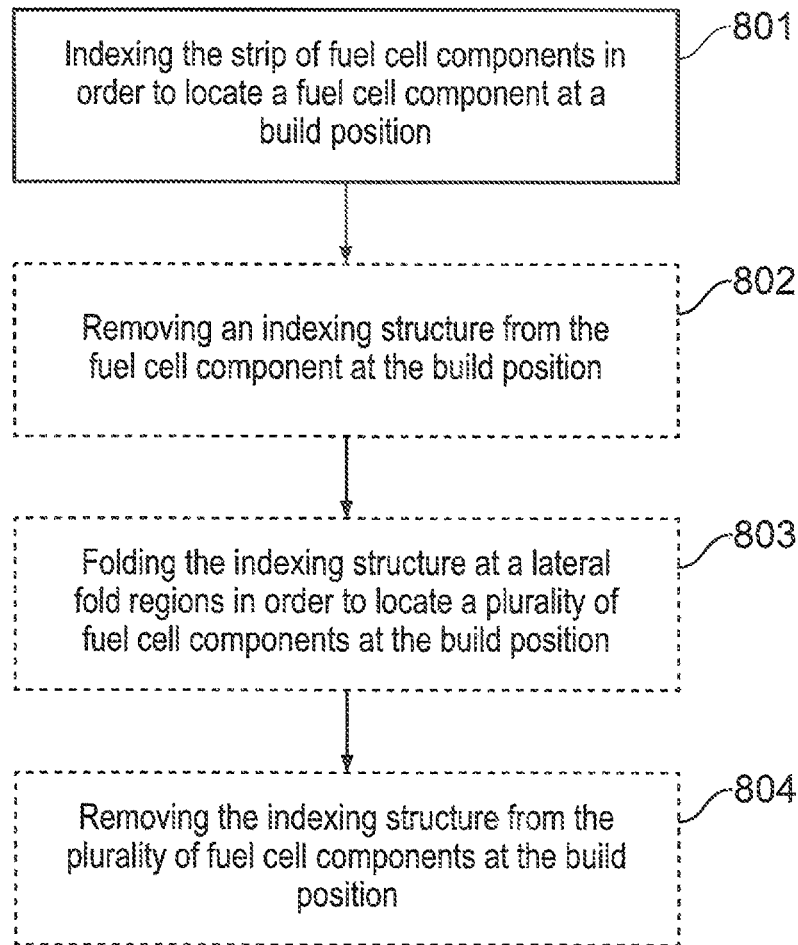 801
Indexing the strip of fuel cell components in
order to locate a fuel cell component at a
build position
802
Removing an indexing structure from the
fuel cell component at the build position
803
Folding the indexing structure at a lateral
fold regions in order to locate a plurality of
fuel cell components at the build position
804
Removing the indexing structure from the
plurality of fuel cell components at the build
position